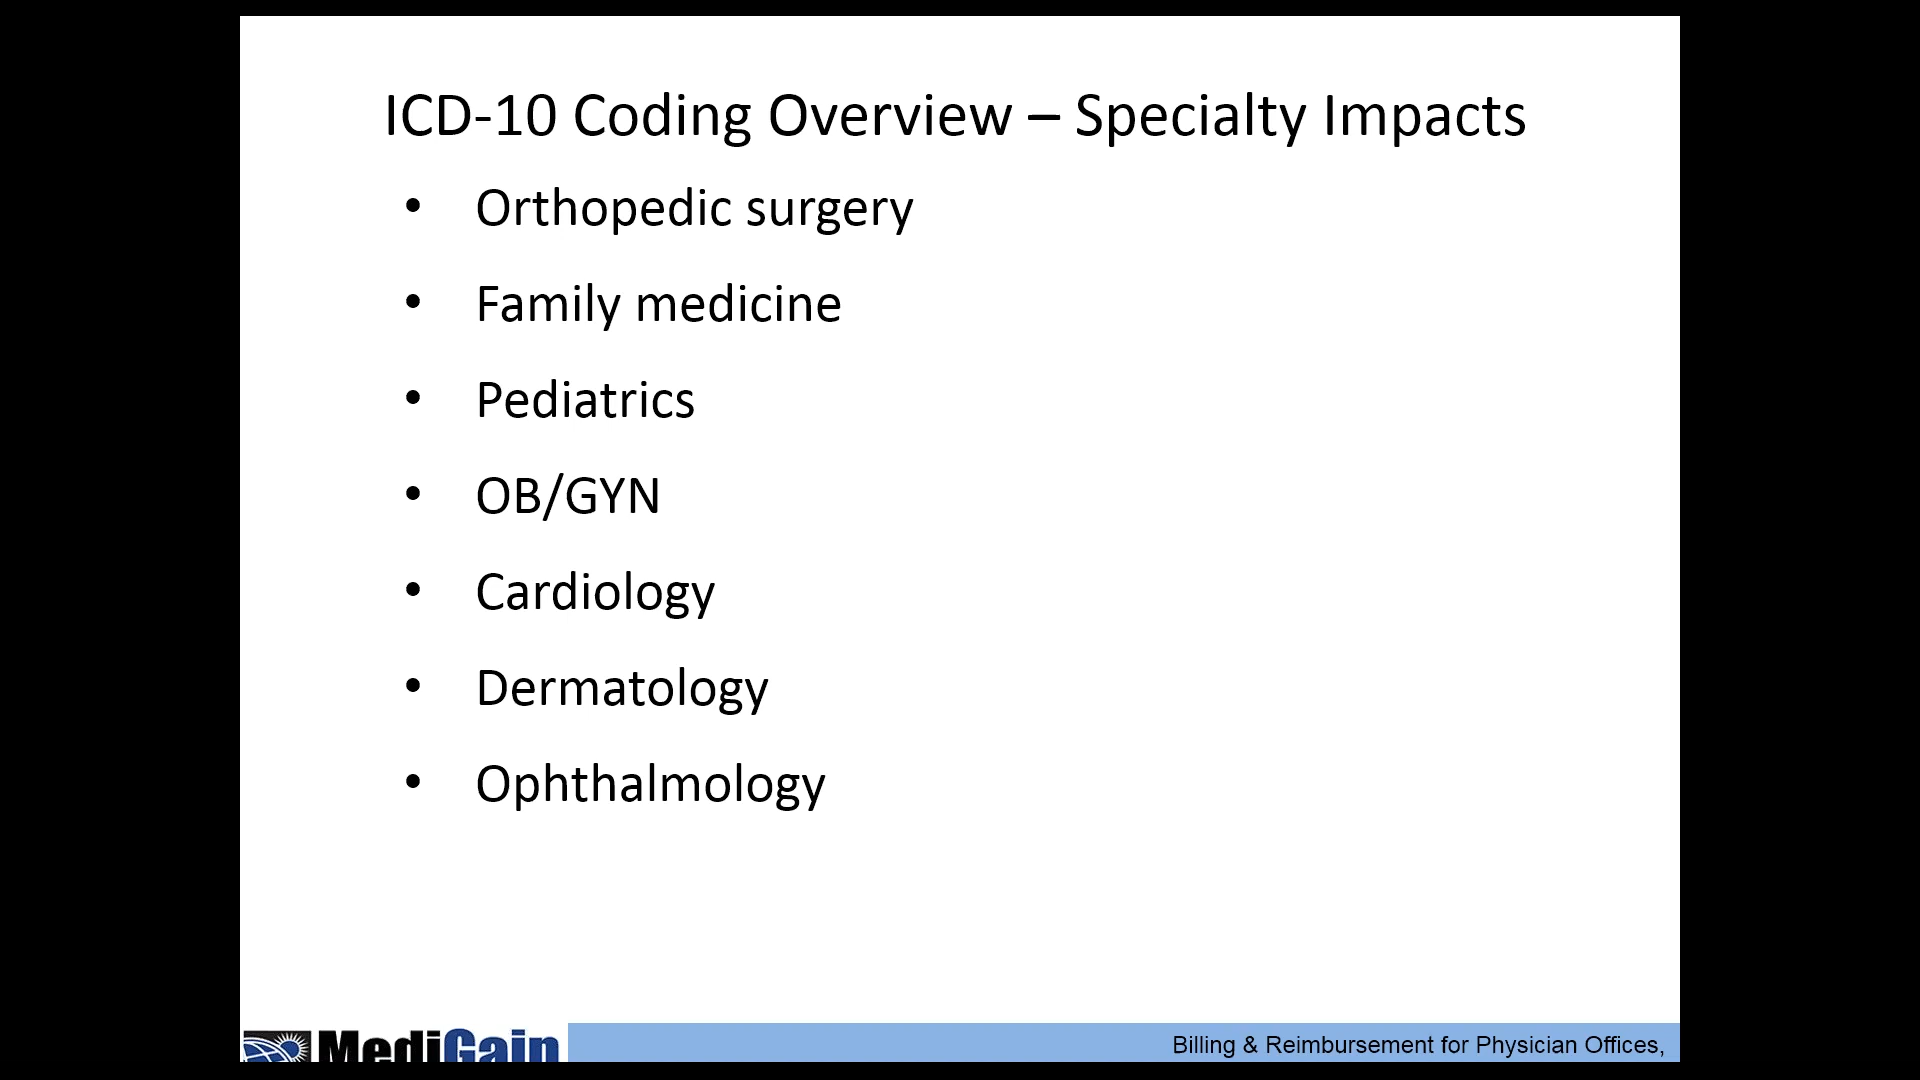 ICD-10 Coding Overview – Specialty Impacts
• Orthopedic surgery
• Family medicine
• Pediatrics
• OB/GYN
• Cardiology
• Dermatology
• Ophthalmology
MediGain
Billing & Reimbursement for Physician Offices,